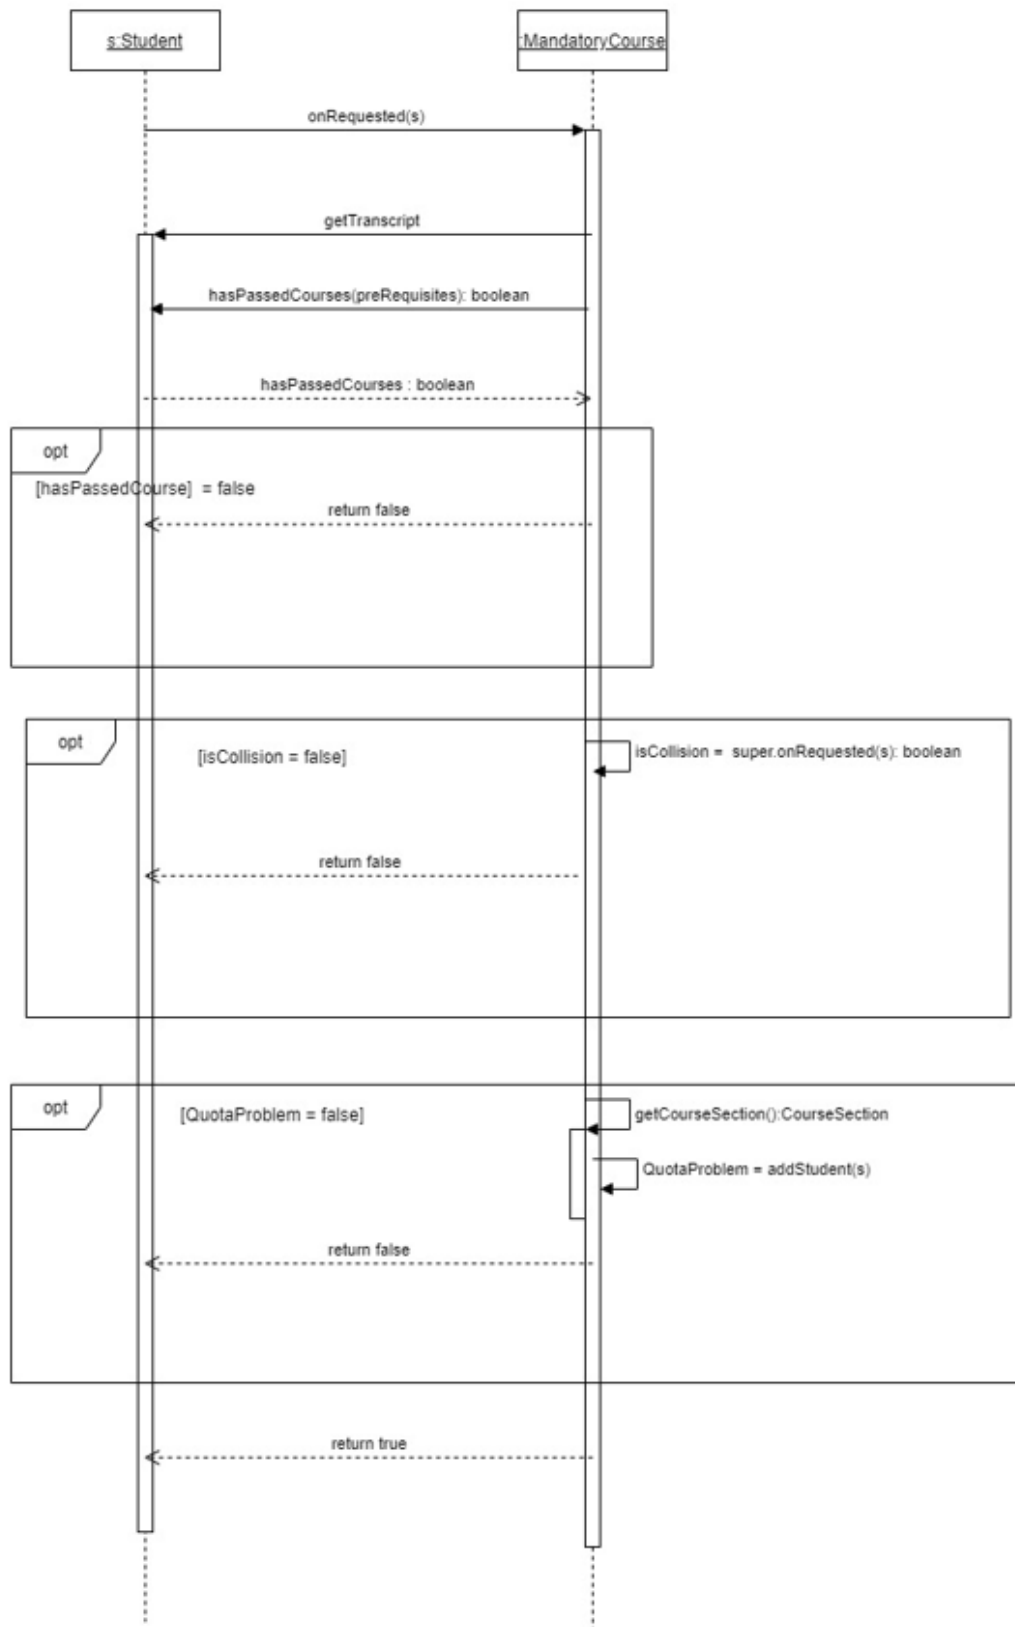 s:Student
:MandatoryCourse
onRequested(s)
getTranscript
hasPassedCourses(preRequisites): boolean
hasPassedCourses : boolean
opt
[hasPassedCourse]  = false
return false
opt
[isCollision = false]
isCollision =  super.onRequested(s): boolean
return false
opt
[QuotaProblem = false]
getCourseSection():CourseSection
QuotaProblem = addStudent(s)
return false
return true